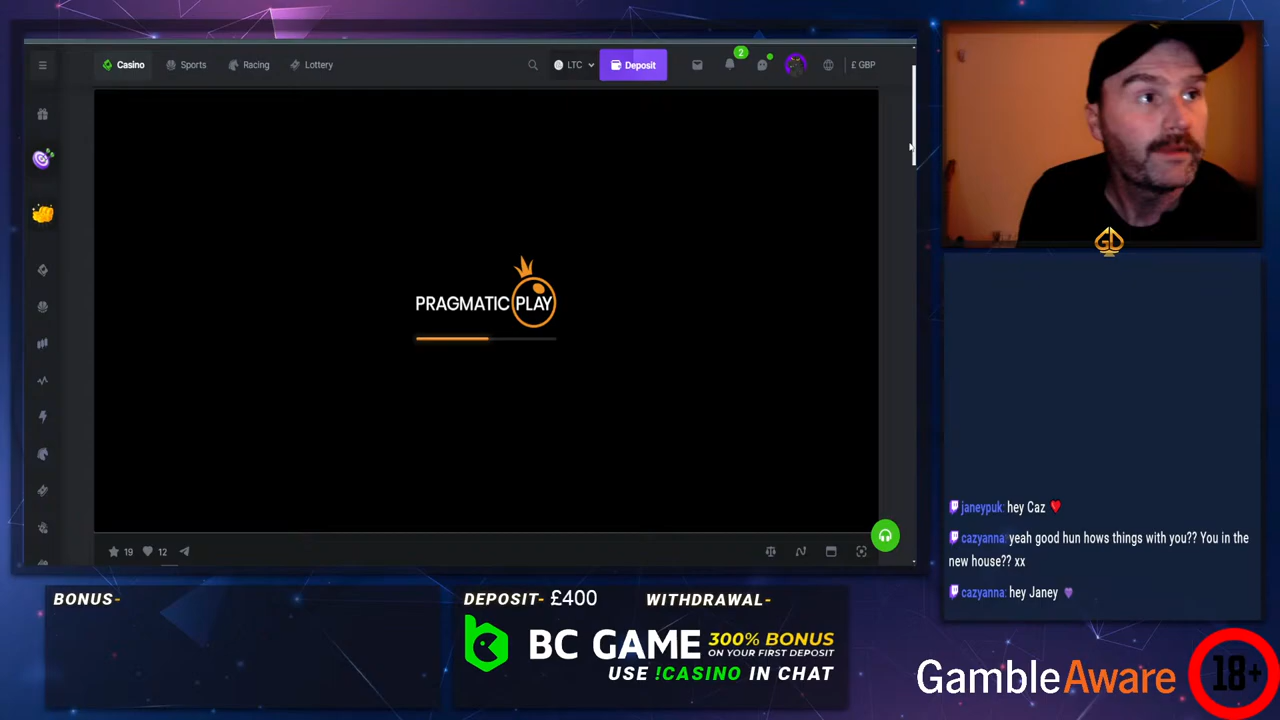 Casino
Sports
Racing
Lottery
LTC
Deposit
2
£ GBP
PRAGMATIC PLAY
GD
19
12
janeypuk: hey Caz
cazyanna: yeah good hun hows things with you?? You in the
new house?? xx
cazyanna: hey Janey
BONUS-
DEPOSIT- £400
WITHDRAWAL-
BC GAME
300% BONUS
ON YOUR FIRST DEPOSIT
USE !CASINO IN CHAT
GambleAware
18+